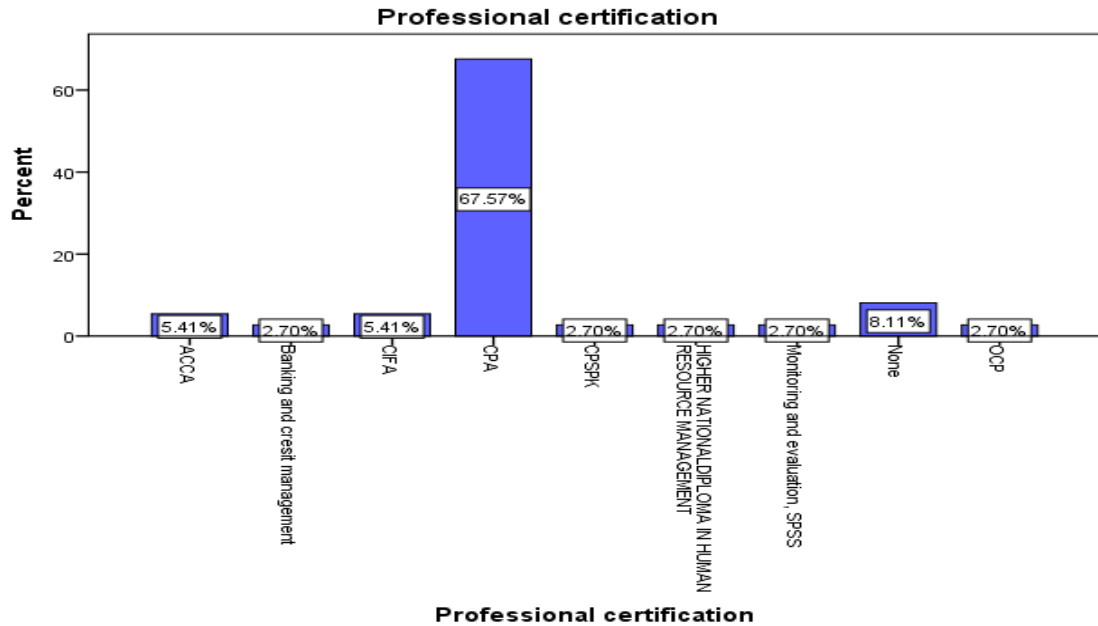 Professional certification
Percent
60
40
20
0
5.41%
2.70%
5.41%
67.57%
2.70%
2.70%
2.70%
8.11%
2.70%
ACCA
Banking and cresit management
CIFA
CPA
CPSPK
HIGHER NATIONALDIPLOMA IN HUMAN
RESOURCE MANAGEMENT
Monitoring and evaluation, SPSS
None
OCP
Professional certification